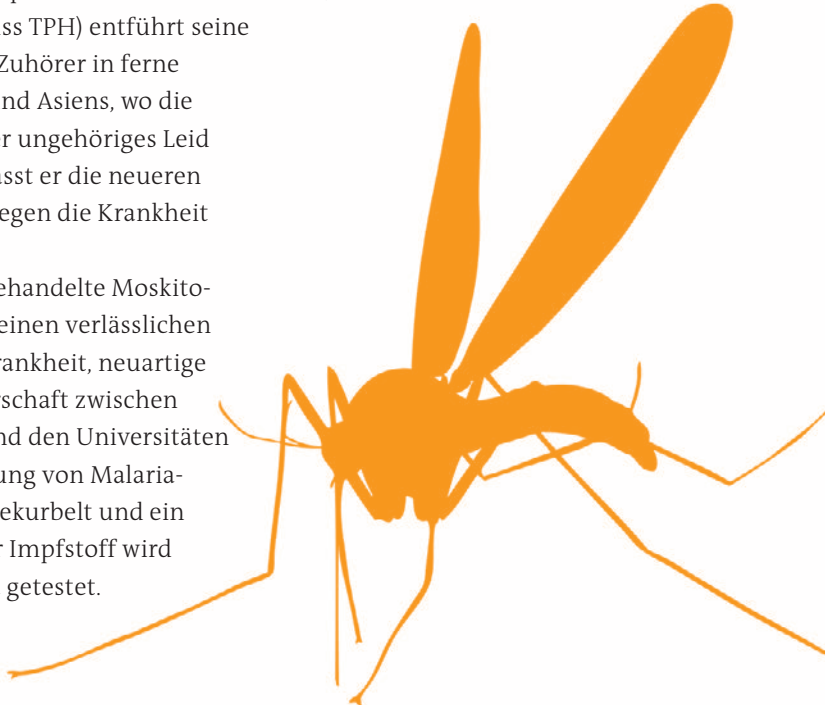 ss TPH) entführt seine
Zuhörer in ferne
nd Asiens, wo die
r ungehöriges Leid
sst er die neueren
egen die Krankheit
ehandelte Moskito-
einen verlässlichen
rankheit, neuartige
rschaft zwischen
nd den Universitäten
ung von Malaria-
ekurbelt und ein
r Impfstoff wird
getestet.